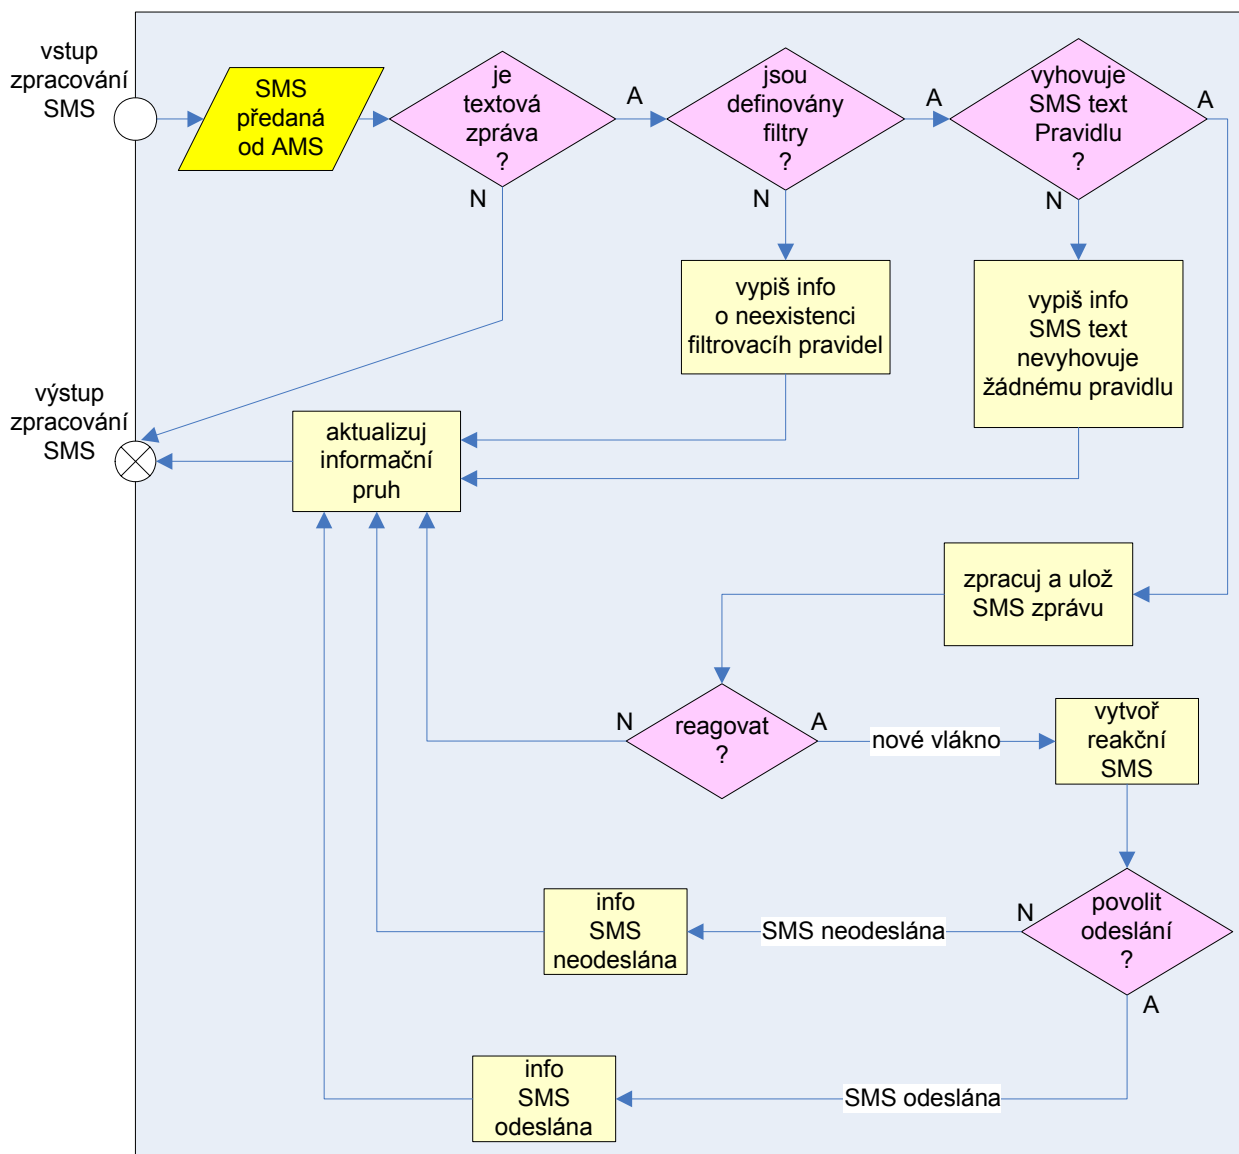 vstup
zpracování
SMS
SMS
předaná
od AMS
je
textová
zpráva
?
A
N
jsou
definovány
filtry
?
A
N
vyhovuje
SMS text
Pravidlu
?
A
N
vypiš info
o neexistenci
filtrovacíh pravidel
vypiš info
SMS text
nevyhovuje
žádnému pravidlu
výstup
zpracování
SMS
aktualizuj
informační
pruh
zpracuj a ulož
SMS zprávu
N
reagovat
?
A
nové vlákno
vytvoř
reakční
SMS
info
SMS
neodeslána
SMS neodeslána
N
povolit
odeslání
?
A
info
SMS
odeslána
SMS odeslána